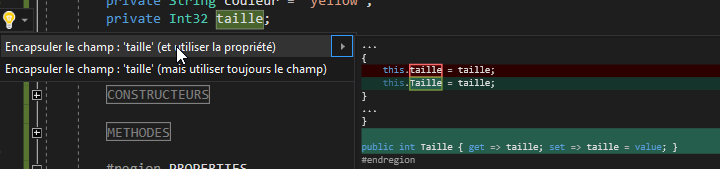 private String couleur = "yellow";
private Int32 taille;
Encapsuler le champ : 'taille' (et utiliser la propriété)
Encapsuler le champ : 'taille' (mais utiliser toujours le champ)
CONSTRUCTEURS
METHODES
#region PROPERTIES
...
{
this.taille = taille;
this.Taille = taille;
}
...
}
public int Taille { get => taille; set => taille = value; }
#endregion